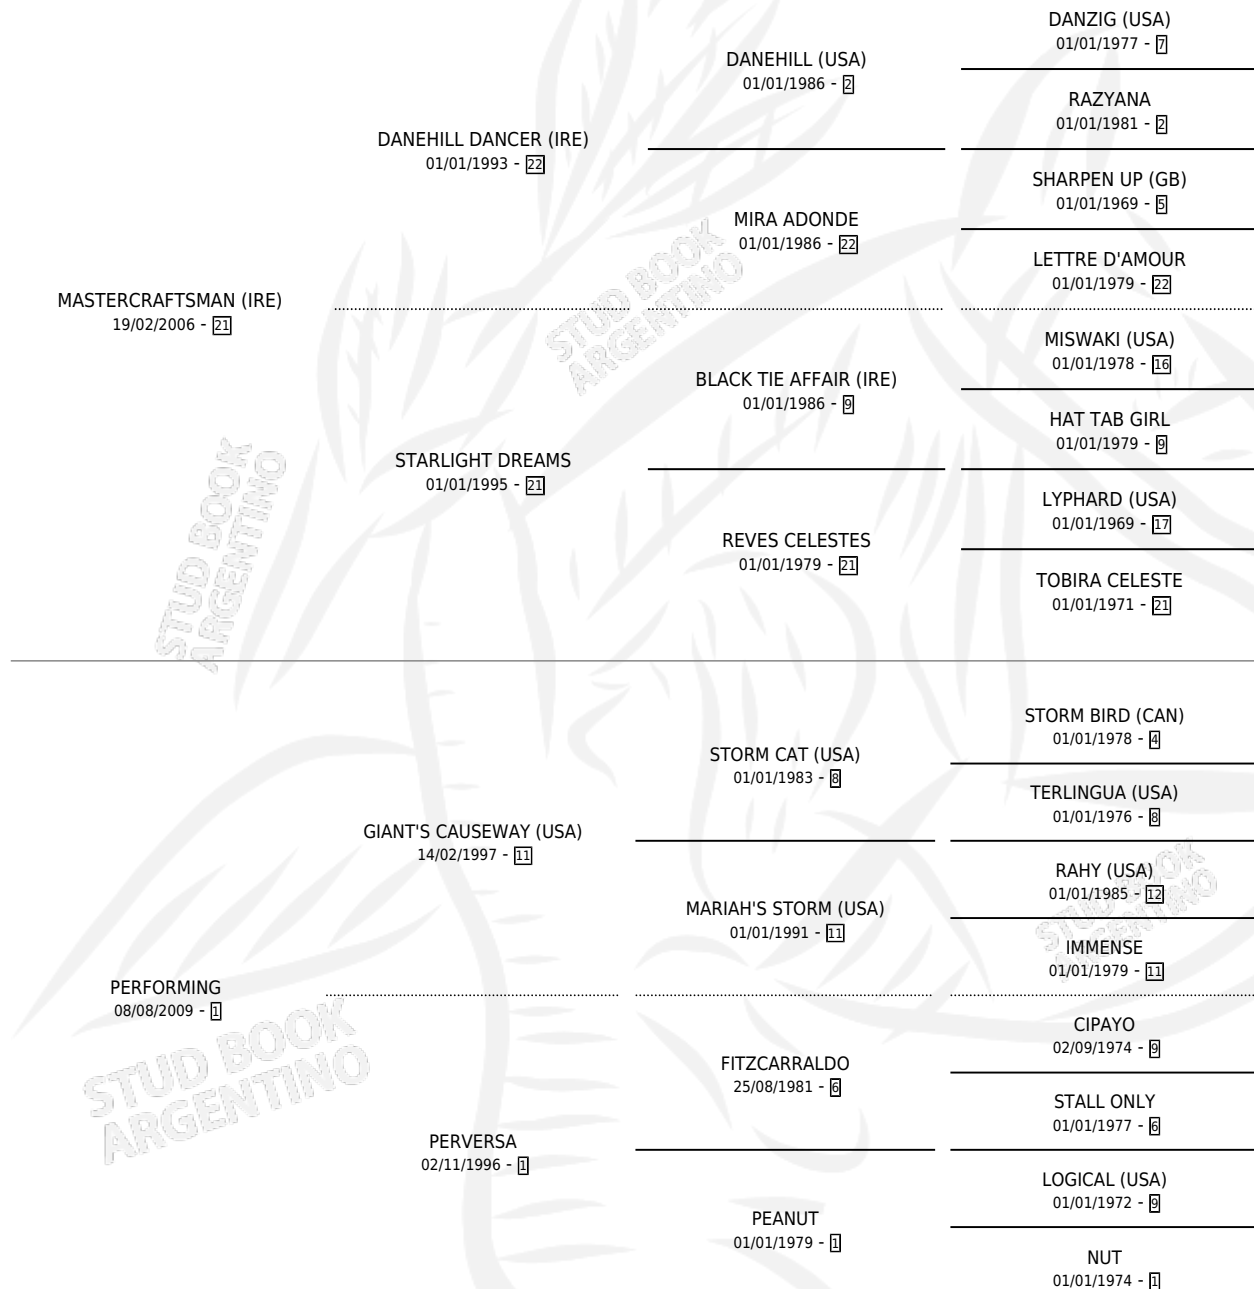 DANZIG (USA)
01/01/1977 - 7
DANEHILL (USA)
01/01/1986 - 2
RAZYANA
01/01/1981 - 2
DANEHILL DANCER (IRE)
01/01/1993 - 22
SHARPEN UP (GB)
01/01/1969 - 5
MIRA ADONDE
01/01/1986 - 22
LETTRE D'AMOUR
01/01/1979 - 22
MASTERCRAFTSMAN (IRE)
19/02/2006 - 21
MISWAKI (USA)
01/01/1978 - 16
BLACK TIE AFFAIR (IRE)
01/01/1986 - 9
HAT TAB GIRL
01/01/1979 - 9
STARLIGHT DREAMS
01/01/1995 - 21
LYPHARD (USA)
01/01/1969 - 17
REVES CELESTES
01/01/1979 - 21
TOBIRA CELESTE
01/01/1971 - 21
STORM BIRD (CAN)
01/01/1978 - 4
STORM CAT (USA)
01/01/1983 - 8
TERLINGUA (USA)
01/01/1976 - 8
GIANT'S CAUSEWAY (USA)
14/02/1997 - 11
RAHY (USA)
01/01/1985 - 12
MARIAH'S STORM (USA)
01/01/1991 - 11
IMMENSE
01/01/1979 - 11
PERFORMING
08/08/2009 - 1
CIPAYO
02/09/1974 - 9
FITZCARRALDO
25/08/1981 - 6
STALL ONLY
01/01/1977 - 6
PERVERSA
02/11/1996 - 1
LOGICAL (USA)
01/01/1972 - 9
PEANUT
01/01/1979 - 1
NUT
01/01/1974 - 1
STUD BOOK
ARGENTINO
STUD BOOK
ARGENTINO
STUD BOOK
ARGENTINO
STUD BOOK
ARGENTINO